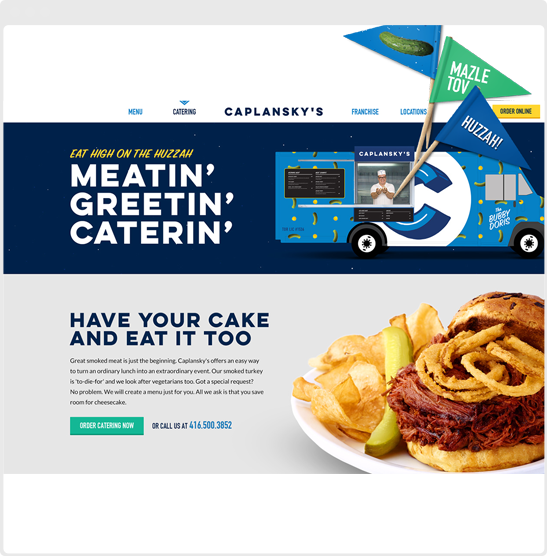 MAZLE
TOV
HUZZAH!
MENU
CATERING
CAPLANSKY'S
FRANCHISE
LOCATIONS
ORDER ONLINE
EAT HIGH ON THE HUZZAH
MEATIN'
GREETIN'
CATERIN'
CAPLANSKY'S
The
BUBBY
DORIS
HAVE YOUR CAKE
AND EAT IT TOO
Great smoked meat is just the beginning. Caplansky's offers an easy way
to turn an ordinary lunch into an extraordinary event. Our smoked turkey
is 'to-die-for' and we look after vegetarians too. Got a special request?
No problem. We will create a menu just for you. All we ask is that you save
room for cheesecake.
ORDER CATERING NOW
OR CALL US AT 416.500.3852